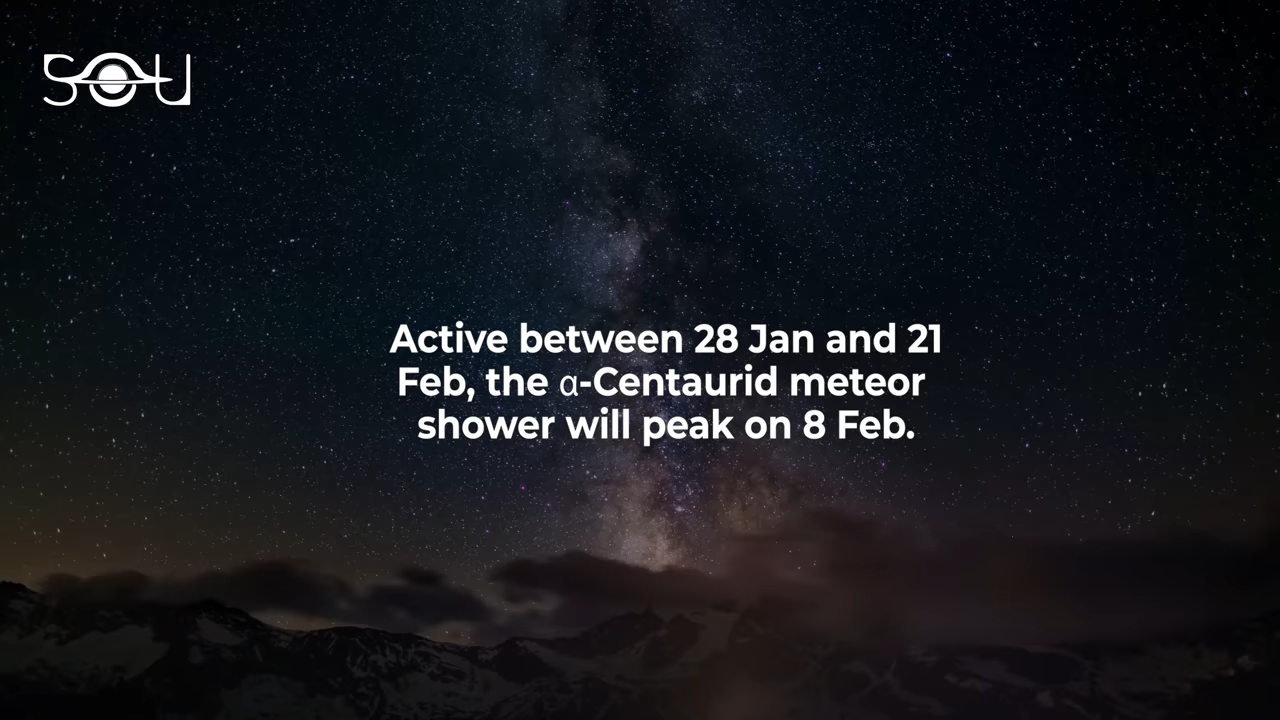 SOU
Active between 28 Jan and 21
Feb, the α-Centaurid meteor
shower will peak on 8 Feb.